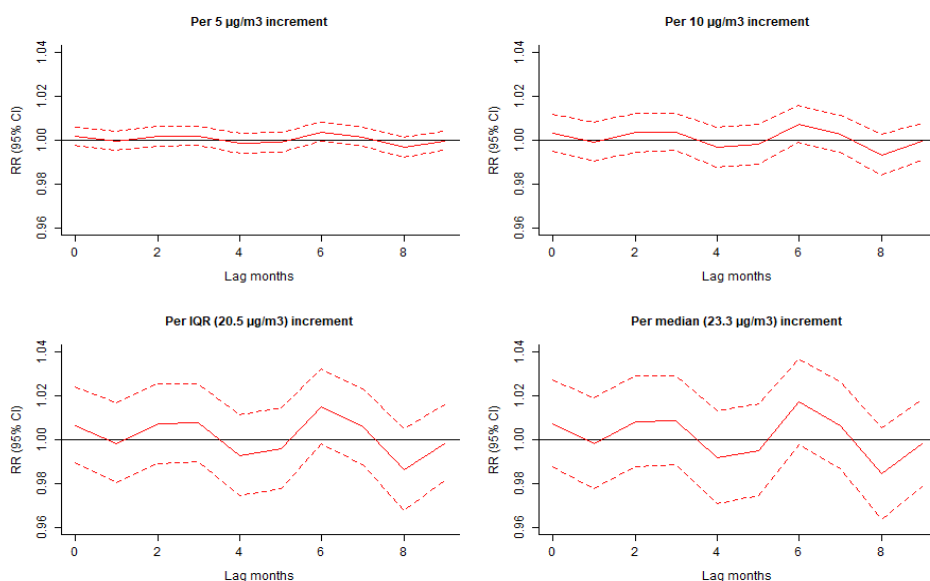 Per 5 µg/m3 increment
RR (95% CI)
0.96 0.98 1.00 1.02 1.04
0 2 4 6 8
Lag months
Per 10 µg/m3 increment
RR (95% CI)
0.96 0.98 1.00 1.02 1.04
0 2 4 6 8
Lag months
Per IQR (20.5 µg/m3) increment
RR (95% CI)
0.96 0.98 1.00 1.02 1.04
0 2 4 6 8
Lag months
Per median (23.3 µg/m3) increment
RR (95% CI)
0.96 0.98 1.00 1.02 1.04
0 2 4 6 8
Lag months